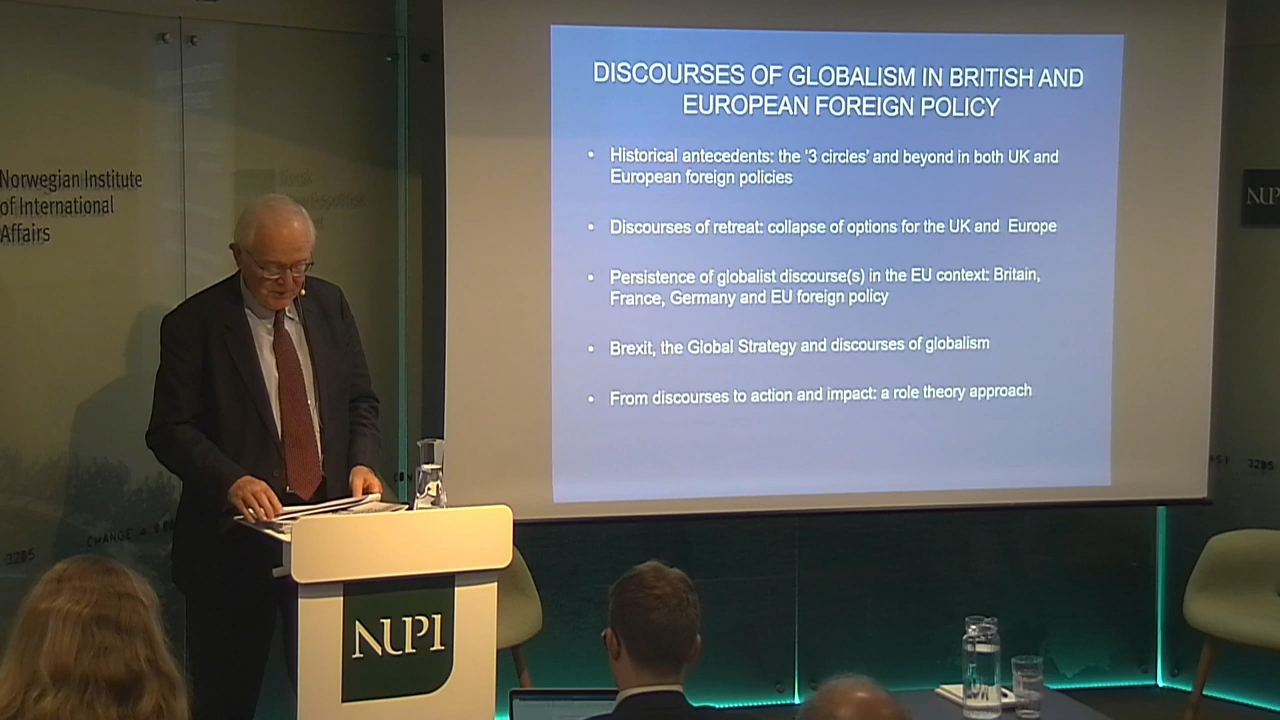 DISCOURSES OF GLOBALISM IN BRITISH AND
EUROPEAN FOREIGN POLICY
• Historical antecedents: the '3 circles' and beyond in both UK and
European foreign policies
• Discourses of retreat: collapse of options for the UK and Europe
• Persistence of globalist discourse(s) in the EU context: Britain,
France, Germany and EU foreign policy
• Brexit, the Global Strategy and discourses of globalism
• From discourses to action and impact: a role theory approach
Norwegian Institute
of International
Affairs
CHANGE
NUPI